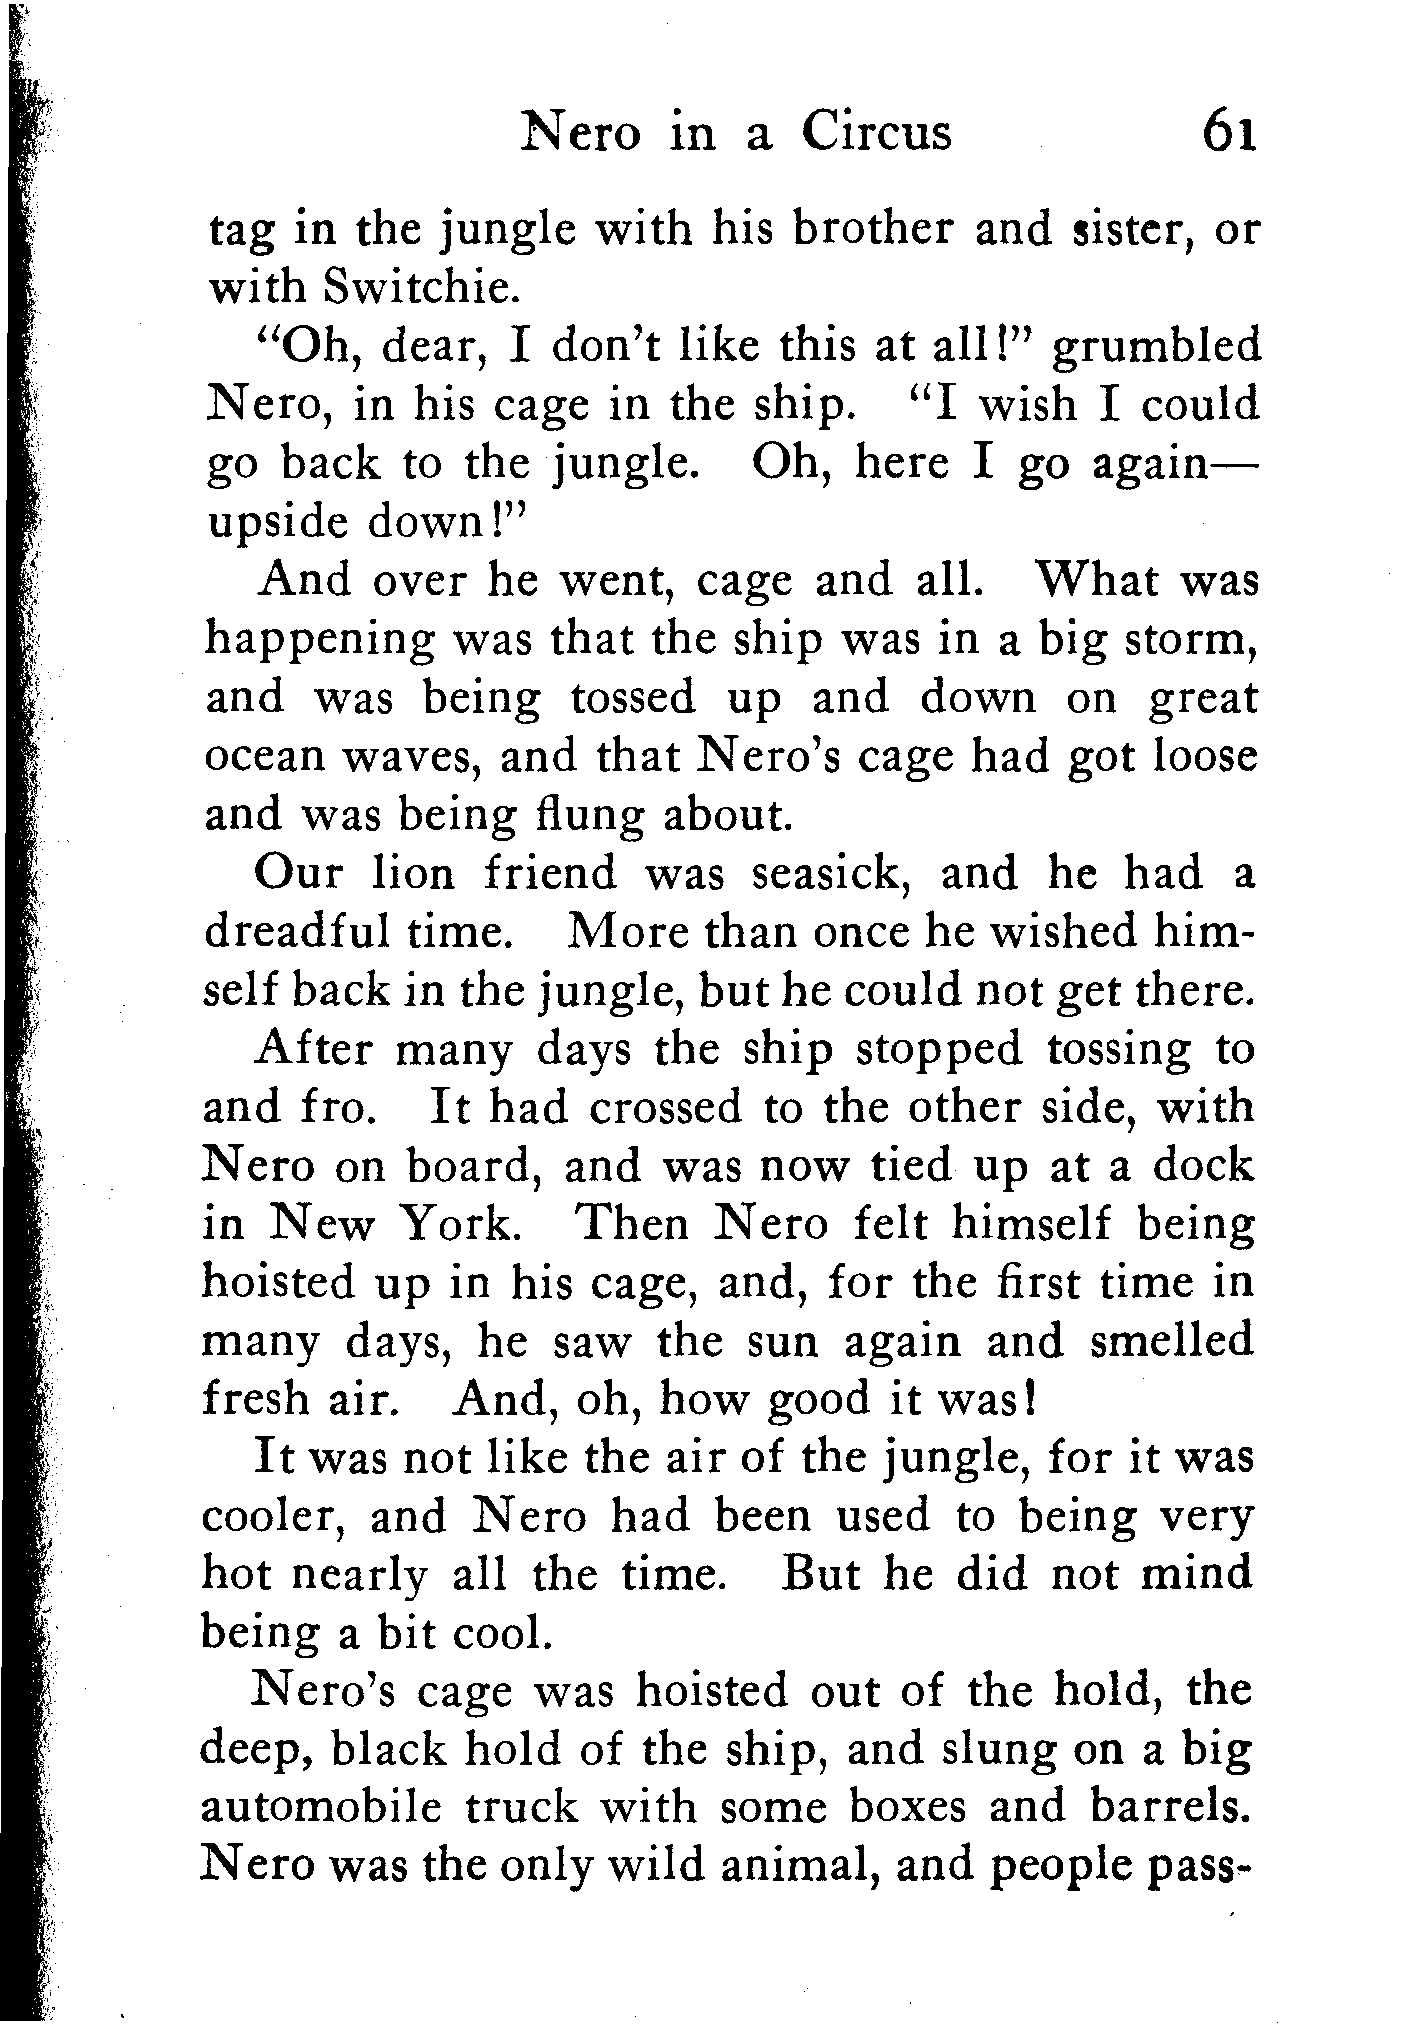 Nero in a Circus 61
tag in the jungle with his brother and sister, or
with Switchie.
"Oh, dear, I don't like this at all!" grumbled
Nero, in his cage in the ship. "I wish I could
go back to the jungle. Oh, here I go again—
upside down!"
And over he went, cage and all. What was
happening was that the ship was in a big storm,
and was being tossed up and down on great
ocean waves, and that Nero's cage had got loose
and was being flung about.
Our lion friend was seasick, and he had a
dreadful time. More than once he wished him-
self back in the jungle, but he could not get there.
After many days the ship stopped tossing to
and fro. It had crossed to the other side, with
Nero on board, and was now tied up at a dock
in New York. Then Nero felt himself being
hoisted up in his cage, and, for the first time in
many days, he saw the sun again and smelled
fresh air. And, oh, how good it was!
It was not like the air of the jungle, for it was
cooler, and Nero had been used to being very
hot nearly all the time. But he did not mind
being a bit cool.
Nero's cage was hoisted out of the hold, the
deep, black hold of the ship, and slung on a big
automobile truck with some boxes and barrels.
Nero was the only wild animal, and people pass-